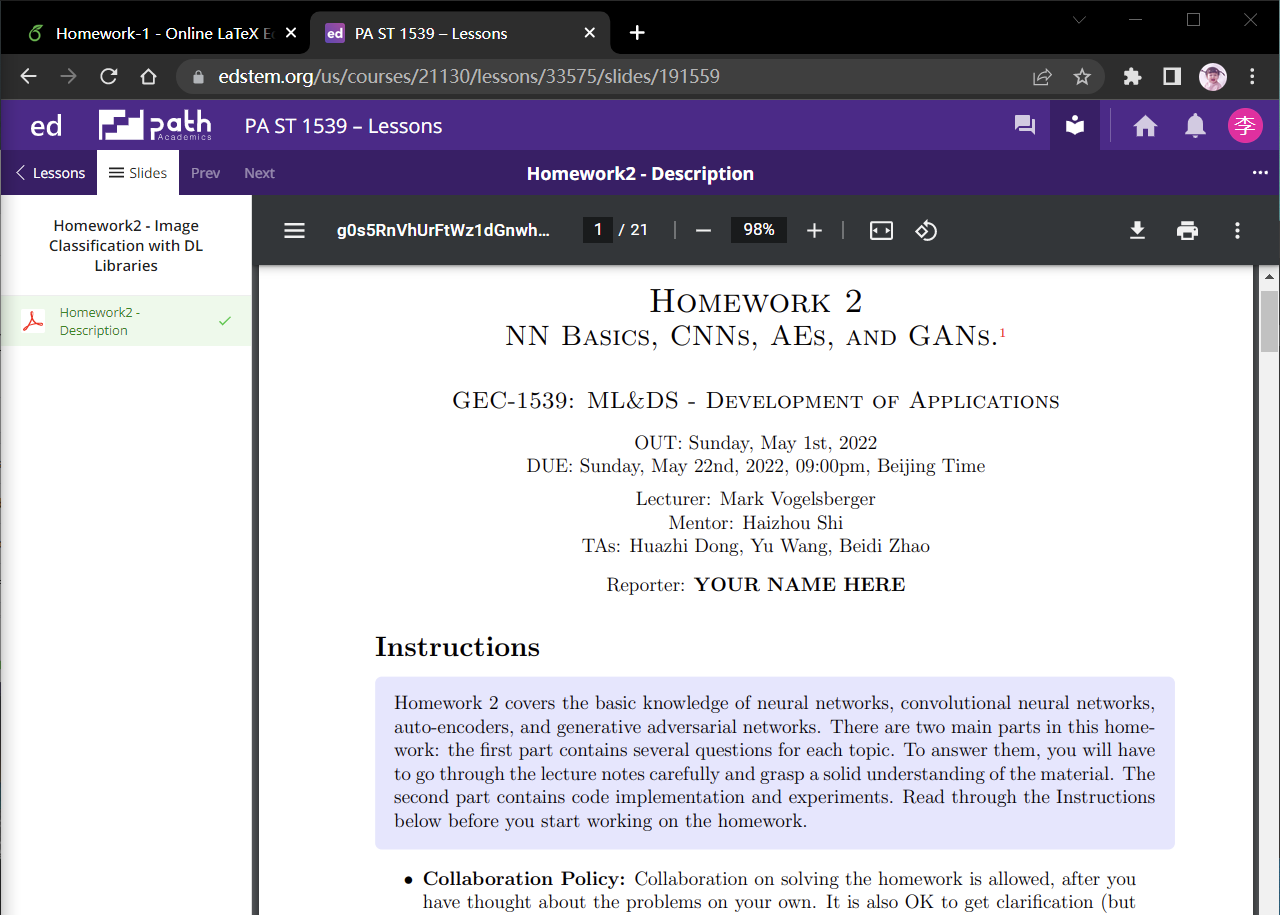 Homework-1 - Online LaTeX E
PA ST 1539 – Lessons
edstem.org/us/courses/21130/lessons/33575/slides/191559
ed
path
Academics
PA ST 1539 – Lessons
李
Lessons
Slides
Prev
Next
Homework2 - Description
Homework2 - Image
Classification with DL
Libraries
Homework2 -
Description
g0s5RnVhUrFtWz1dGnwh...
1 / 21
98%
HOMEWORK 2
NN BASICS, CNNS, AES, AND GANS.1
GEC-1539: ML&DS - DEVELOPMENT OF APPLICATIONS
OUT: Sunday, May 1st, 2022
DUE: Sunday, May 22nd, 2022, 09:00pm, Beijing Time
Lecturer: Mark Vogelsberger
Mentor: Haizhou Shi
TAs: Huazhi Dong, Yu Wang, Beidi Zhao
Reporter: YOUR NAME HERE
Instructions
Homework 2 covers the basic knowledge of neural networks, convolutional neural networks,
auto-encoders, and generative adversarial networks. There are two main parts in this home-
work: the first part contains several questions for each topic. To answer them, you will have
to go through the lecture notes carefully and grasp a solid understanding of the material. The
second part contains code implementation and experiments. Read through the Instructions
below before you start working on the homework.
• Collaboration Policy: Collaboration on solving the homework is allowed, after you
have thought about the problems on your own. It is also OK to get clarification (but